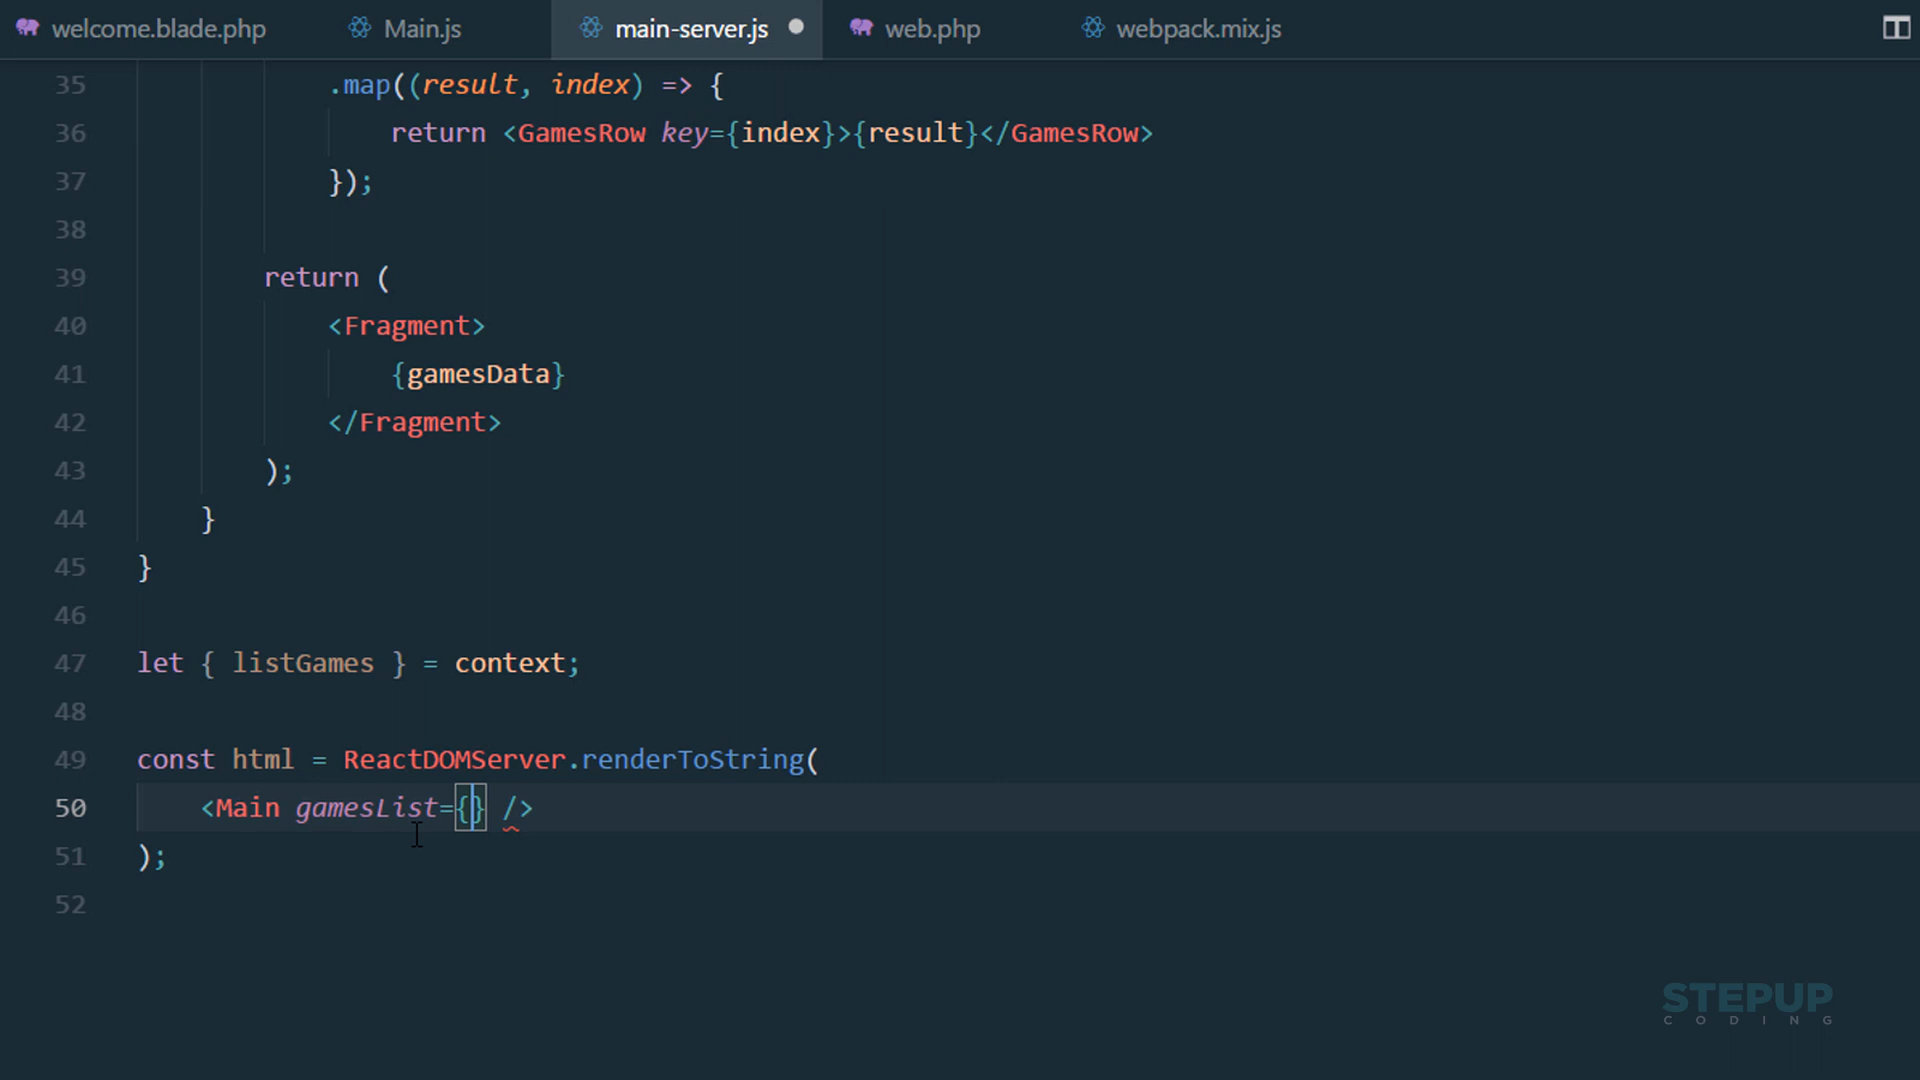 welcome.blade.php Main.js main-server.js web.php webpack.mix.js
35 .map((result, index) => {
36 return <GamesRow key={index}>{result}</GamesRow>
37 });
38
39 return (
40 <Fragment>
41 {gamesData}
42 </Fragment>
43 );
44 }
45 }
46
47 let { listGames } = context;
48
49 const html = ReactDOMServer.renderToString(
50 <Main gamesList={} />
51 );
52
STEPUP
CODING